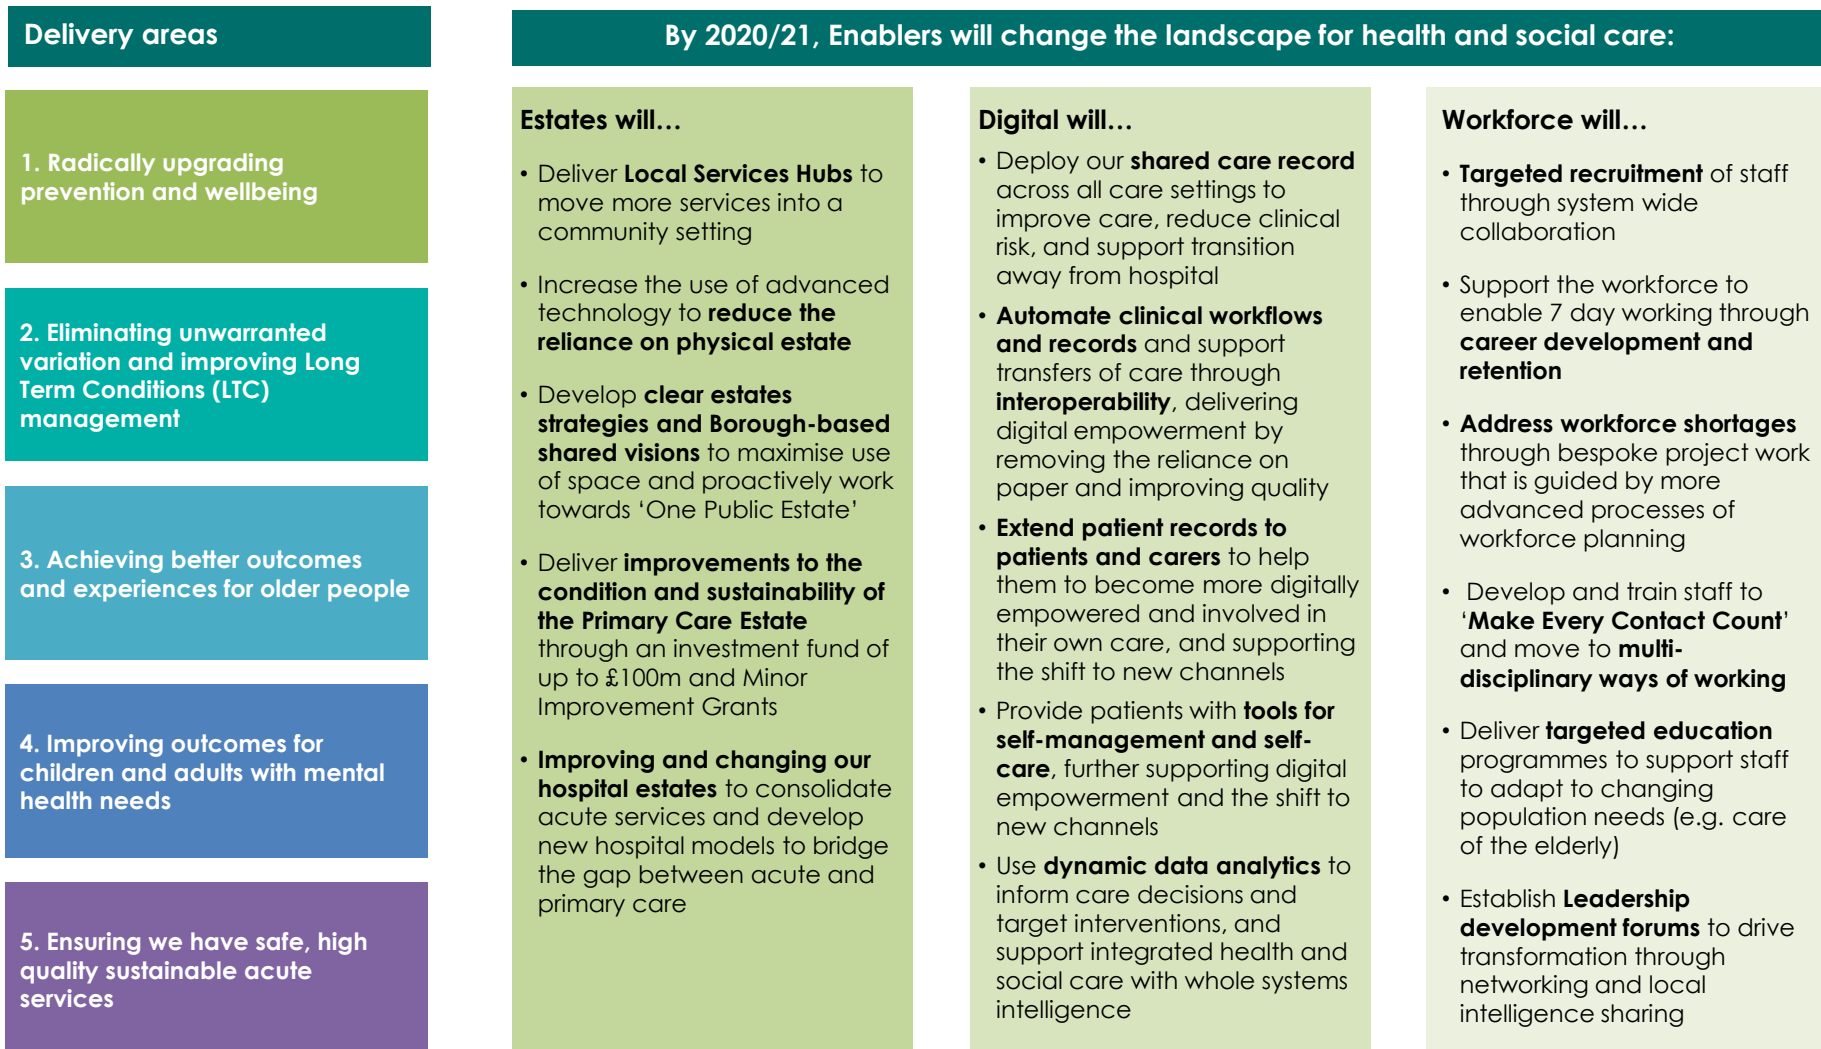 Delivery areas
1. Radically upgrading
prevention and wellbeing
2. Eliminating unwarranted
variation and improving Long
Term Conditions (LTC)
management
3. Achieving better outcomes
and experiences for older people
4. Improving outcomes for
children and adults with mental
health needs
5. Ensuring we have safe, high
quality sustainable acute
services
By 2020/21, Enablers will change the landscape for health and social care:
Estates will…
• Deliver Local Services Hubs to
move more services into a
community setting
• Increase the use of advanced
technology to reduce the
reliance on physical estate
• Develop clear estates
strategies and Borough-based
shared visions to maximise use
of space and proactively work
towards ‘One Public Estate’
• Deliver improvements to the
condition and sustainability of
the Primary Care Estate
through an investment fund of
up to £100m and Minor
Improvement Grants
• Improving and changing our
hospital estates to consolidate
acute services and develop
new hospital models to bridge
the gap between acute and
primary care
Digital will…
• Deploy our shared care record
across all care settings to
improve care, reduce clinical
risk, and support transition
away from hospital
• Automate clinical workflows
and records and support
transfers of care through
interoperability, delivering
digital empowerment by
removing the reliance on
paper and improving quality
• Extend patient records to
patients and carers to help
them to become more digitally
empowered and involved in
their own care, and supporting
the shift to new channels
• Provide patients with tools for
self-management and self-
care, further supporting digital
empowerment and the shift to
new channels
• Use dynamic data analytics to
inform care decisions and
target interventions, and
support integrated health and
social care with whole systems
intelligence
Workforce will…
• Targeted recruitment of staff
through system wide
collaboration
• Support the workforce to
enable 7 day working through
career development and
retention
• Address workforce shortages
through bespoke project work
that is guided by more
advanced processes of
workforce planning
• Develop and train staff to
‘Make Every Contact Count’
and move to multi-
disciplinary ways of working
• Deliver targeted education
programmes to support staff
to adapt to changing
population needs (e.g. care
of the elderly)
• Establish Leadership
development forums to drive
transformation through
networking and local
intelligence sharing